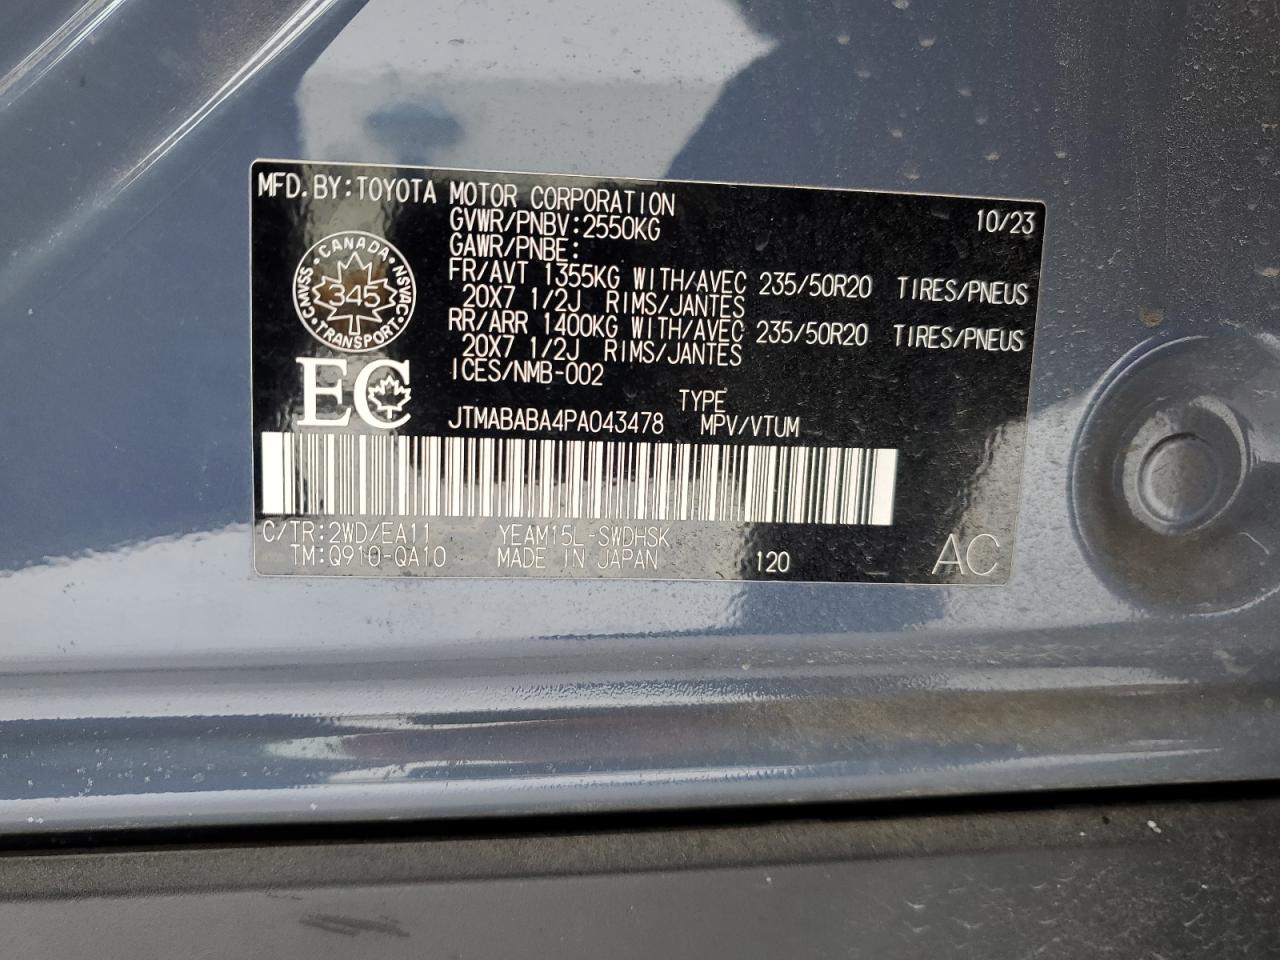 MFD.BY:TOYOTA MOTOR CORPORATION 10/23
GVWR/PNBV:2550KG
GAWR/PNBE:
FR/AVT 1355KG WITH/AVEC 235/50R20 TIRES/PNEUS
20X7 1/2J RIMS/JANTES
RR/ARR 1400KG WITH/AVEC 235/50R20 TIRES/PNEUS
20X7 1/2J RIMS/JANTES
ICES/NMB-002
CANADA
CMVSS · NSVAC
345
TRANSPORT
EC
TYPE
JTMABABA4PA043478 MPV/VTUM
C/TR:2WD/EA11 YEAM15L-SWDHSK
TM:Q910-QA10 MADE IN JAPAN 120 AC